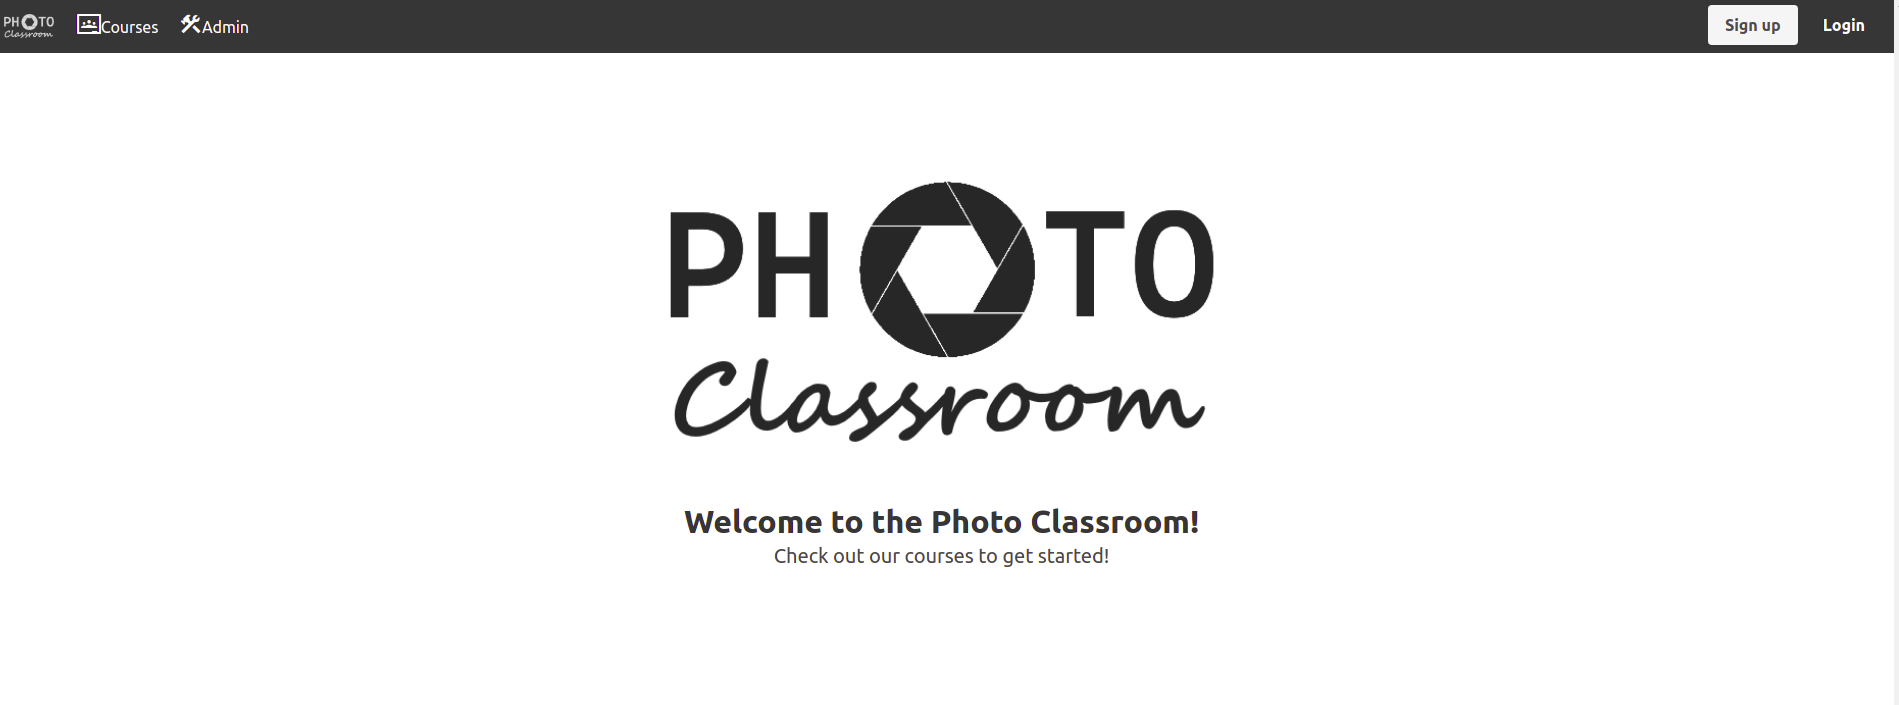 PHOTO
Classroom
Courses
Admin
Sign up
Login
PHOTO
Classroom
Welcome to the Photo Classroom!
Check out our courses to get started!